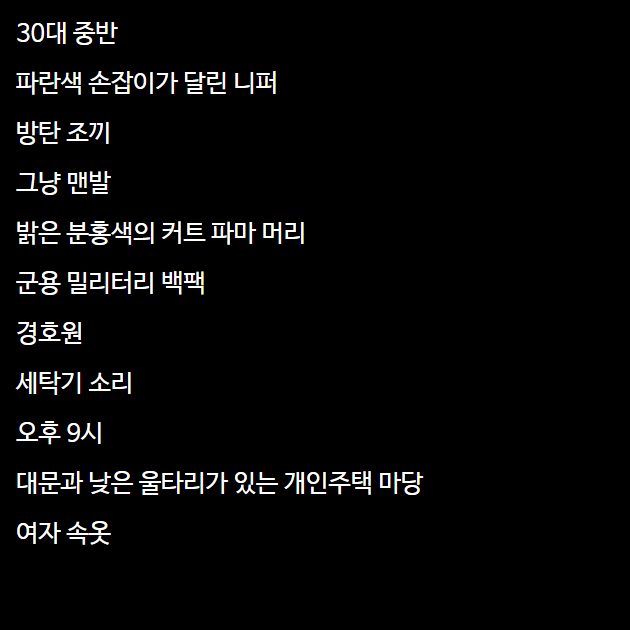 30대 중반
파란색 손잡이가 달린 니퍼
방탄 조끼
그냥 맨발
밝은 분홍색의 커트 파마 머리
군용 밀리터리 백팩
경호원
세탁기 소리
오후 9시
대문과 낮은 울타리가 있는 개인주택 마당
여자 속옷